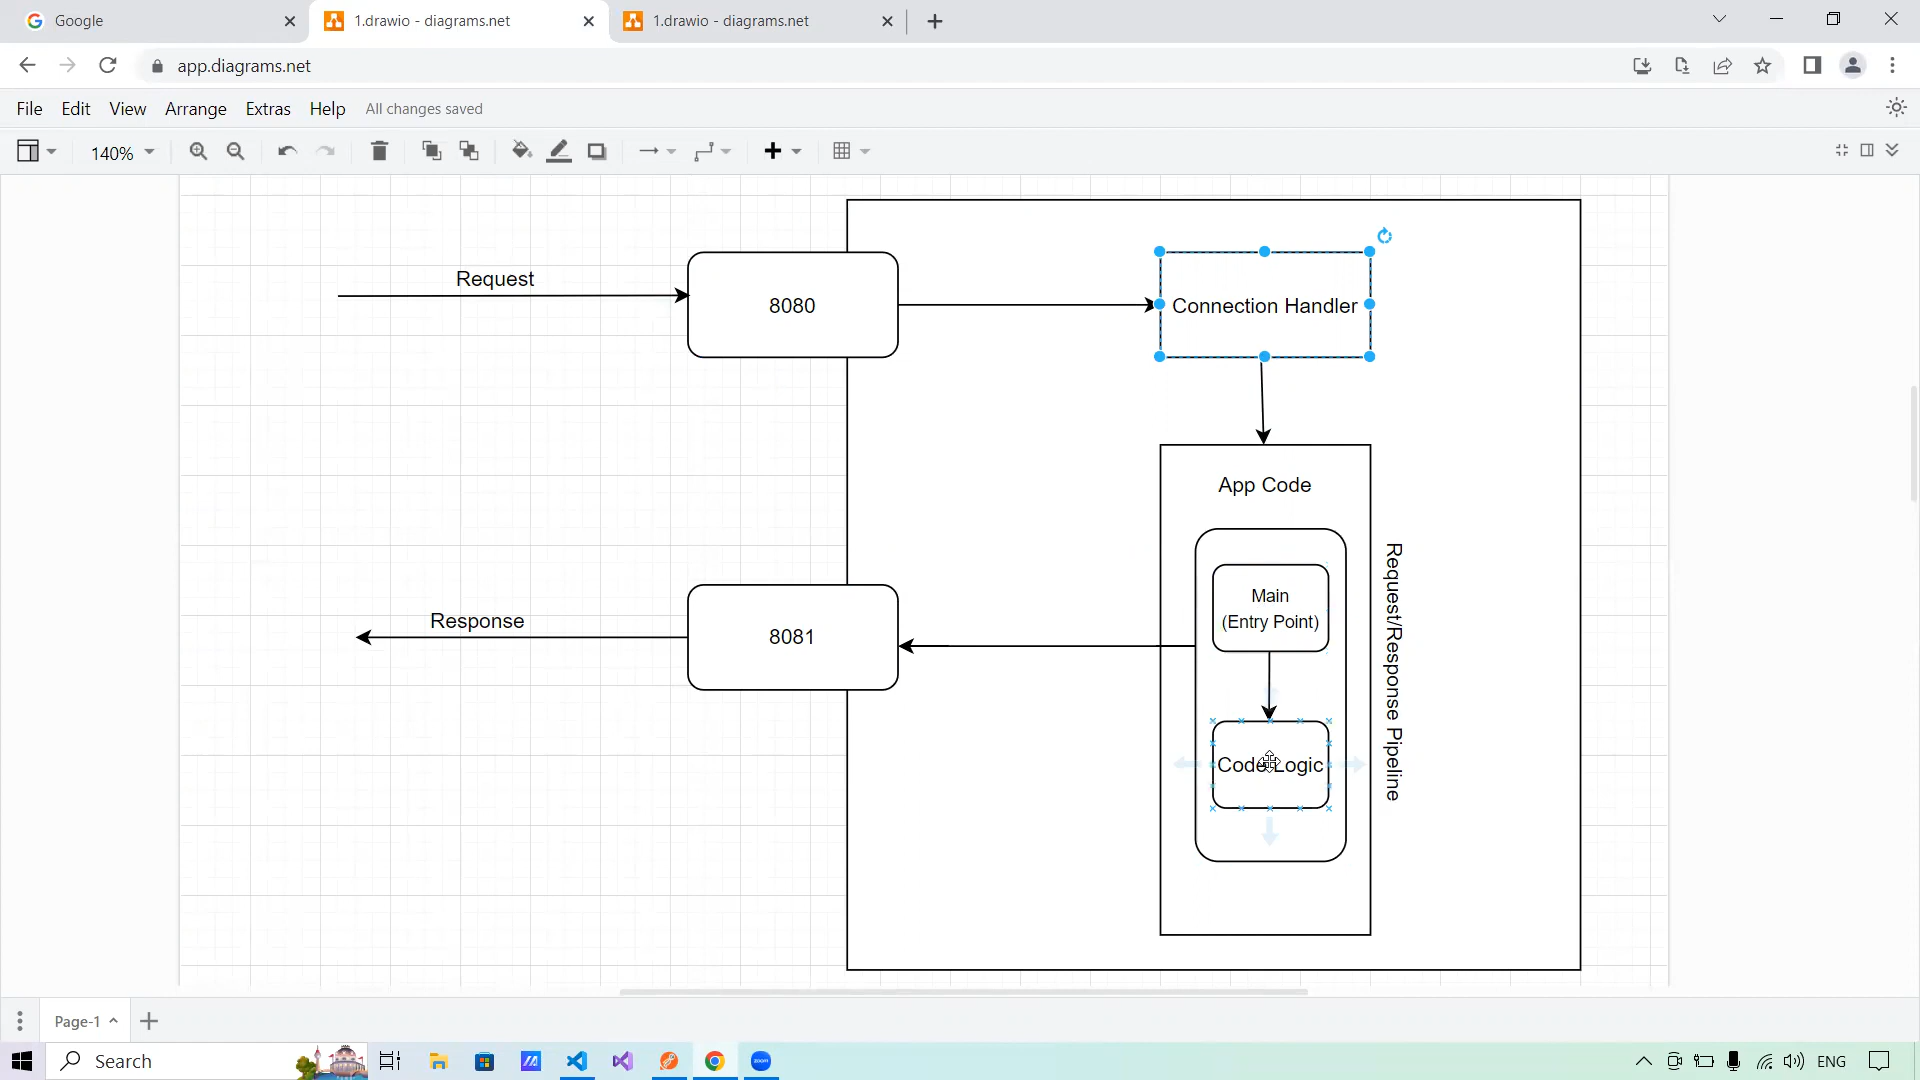 Google
1.drawio - diagrams.net
1.drawio - diagrams.net
app.diagrams.net
File Edit View Arrange Extras Help All changes saved
140%
Request
8080
Connection Handler
App Code
Main
(Entry Point)
Response
8081
Code Logic
Request/Response Pipeline
Page-1
Search
zoom
ENG